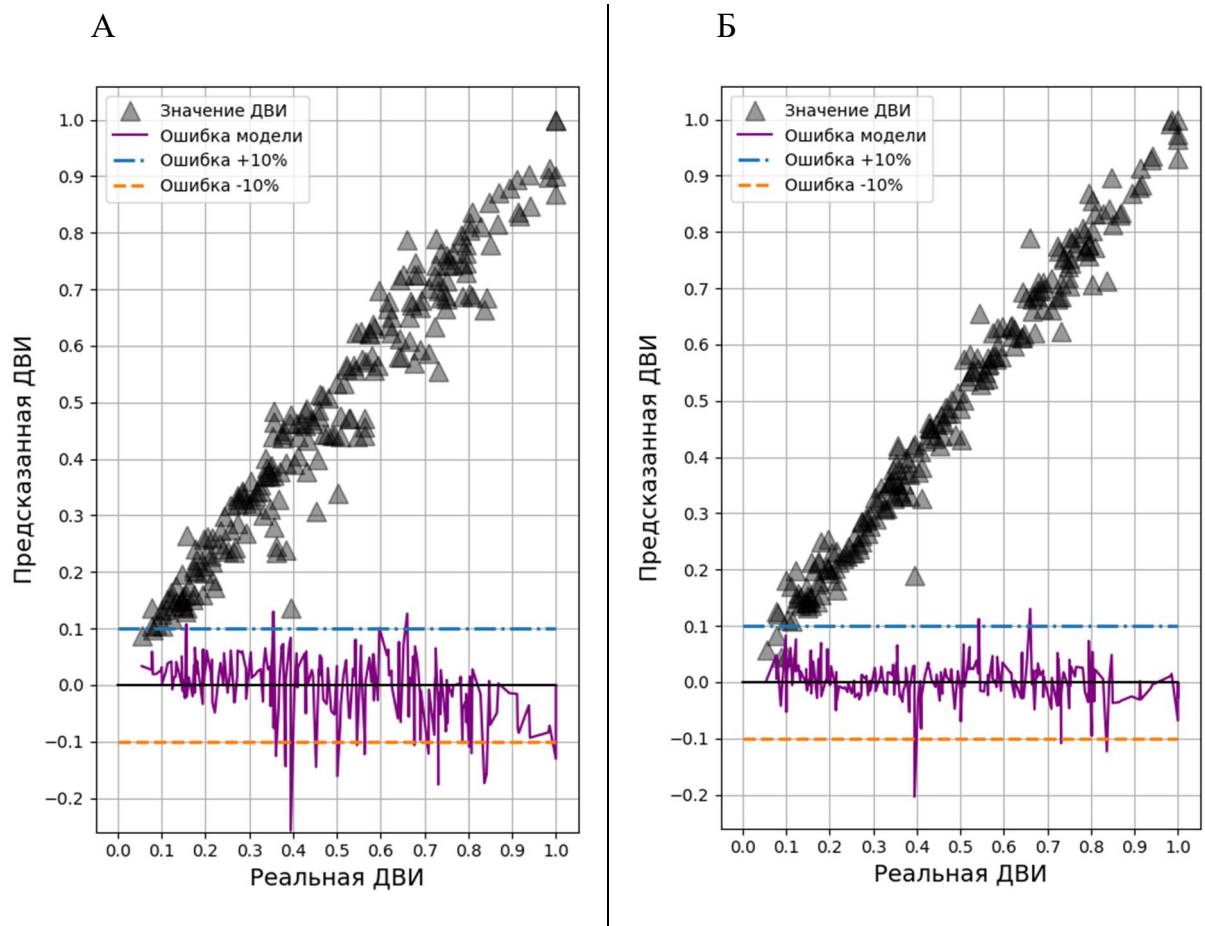 А
Значение ДВИ
Ошибка модели
Ошибка +10%
Ошибка -10%
1.0
0.9
0.8
0.7
0.6
0.5
0.4
0.3
0.2
0.1
0.0
−0.1
−0.2
Предсказанная ДВИ
0.0 0.1 0.2 0.3 0.4 0.5 0.6 0.7 0.8 0.9 1.0
Реальная ДВИ
Б
Значение ДВИ
Ошибка модели
Ошибка +10%
Ошибка -10%
1.0
0.9
0.8
0.7
0.6
0.5
0.4
0.3
0.2
0.1
0.0
−0.1
−0.2
Предсказанная ДВИ
0.0 0.1 0.2 0.3 0.4 0.5 0.6 0.7 0.8 0.9 1.0
Реальная ДВИ